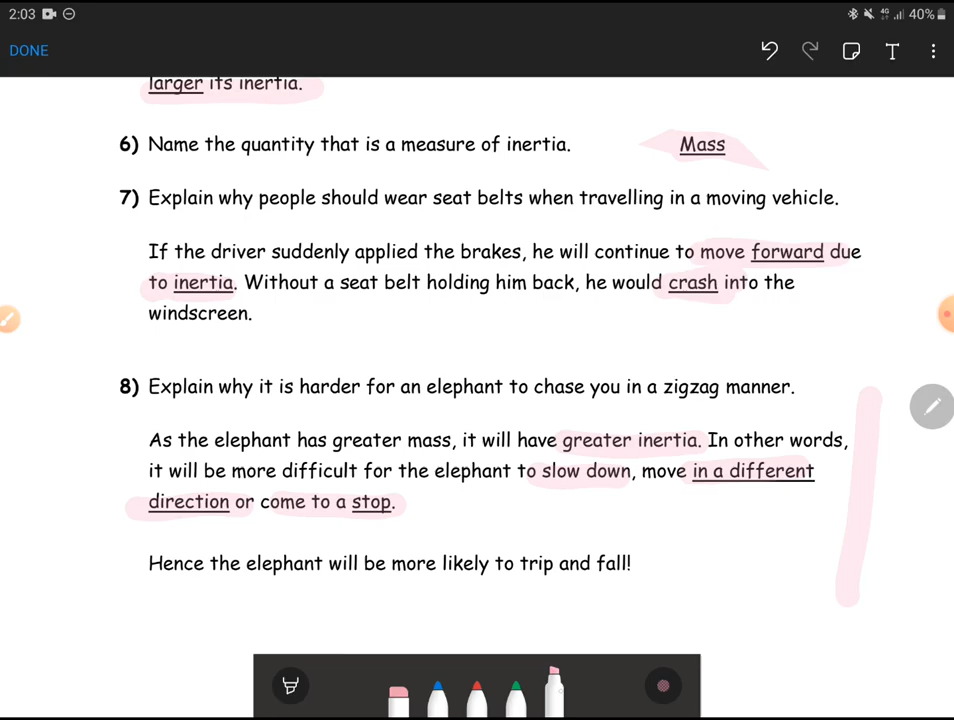 2:03
4G
40%
DONE
T
larger its inertia.
6) Name the quantity that is a measure of inertia. Mass
7) Explain why people should wear seat belts when travelling in a moving vehicle.
If the driver suddenly applied the brakes, he will continue to move forward due
to inertia. Without a seat belt holding him back, he would crash into the
windscreen.
8) Explain why it is harder for an elephant to chase you in a zigzag manner.
As the elephant has greater mass, it will have greater inertia. In other words,
it will be more difficult for the elephant to slow down, move in a different
direction or come to a stop.
Hence the elephant will be more likely to trip and fall!